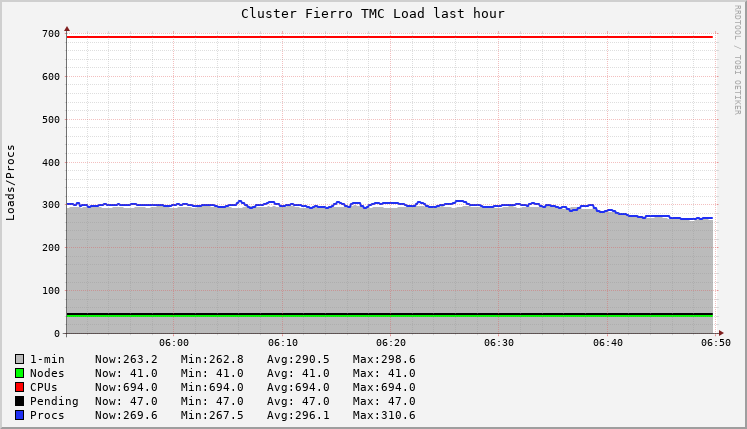 Cluster Fierro TMC Load last hour
RRDTOOL / TOBI OETIKER
Loads/Procs
700
600
500
400
300
200
100
0
06:00 06:10 06:20 06:30 06:40 06:50
1-min Now:263.2 Min:262.8 Avg:290.5 Max:298.6
Nodes Now: 41.0 Min: 41.0 Avg: 41.0 Max: 41.0
CPUs Now:694.0 Min:694.0 Avg:694.0 Max:694.0
Pending Now: 47.0 Min: 47.0 Avg: 47.0 Max: 47.0
Procs Now:269.6 Min:267.5 Avg:296.1 Max:310.6